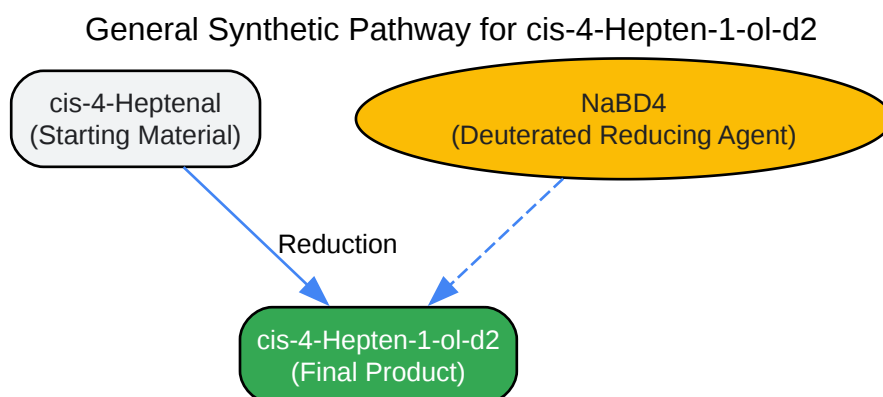 General Synthetic Pathway for cis-4-Hepten-1-ol-d2
cis-4-Heptenal
(Starting Material)
NaBD4
(Deuterated Reducing Agent)
Reduction
cis-4-Hepten-1-ol-d2
(Final Product)